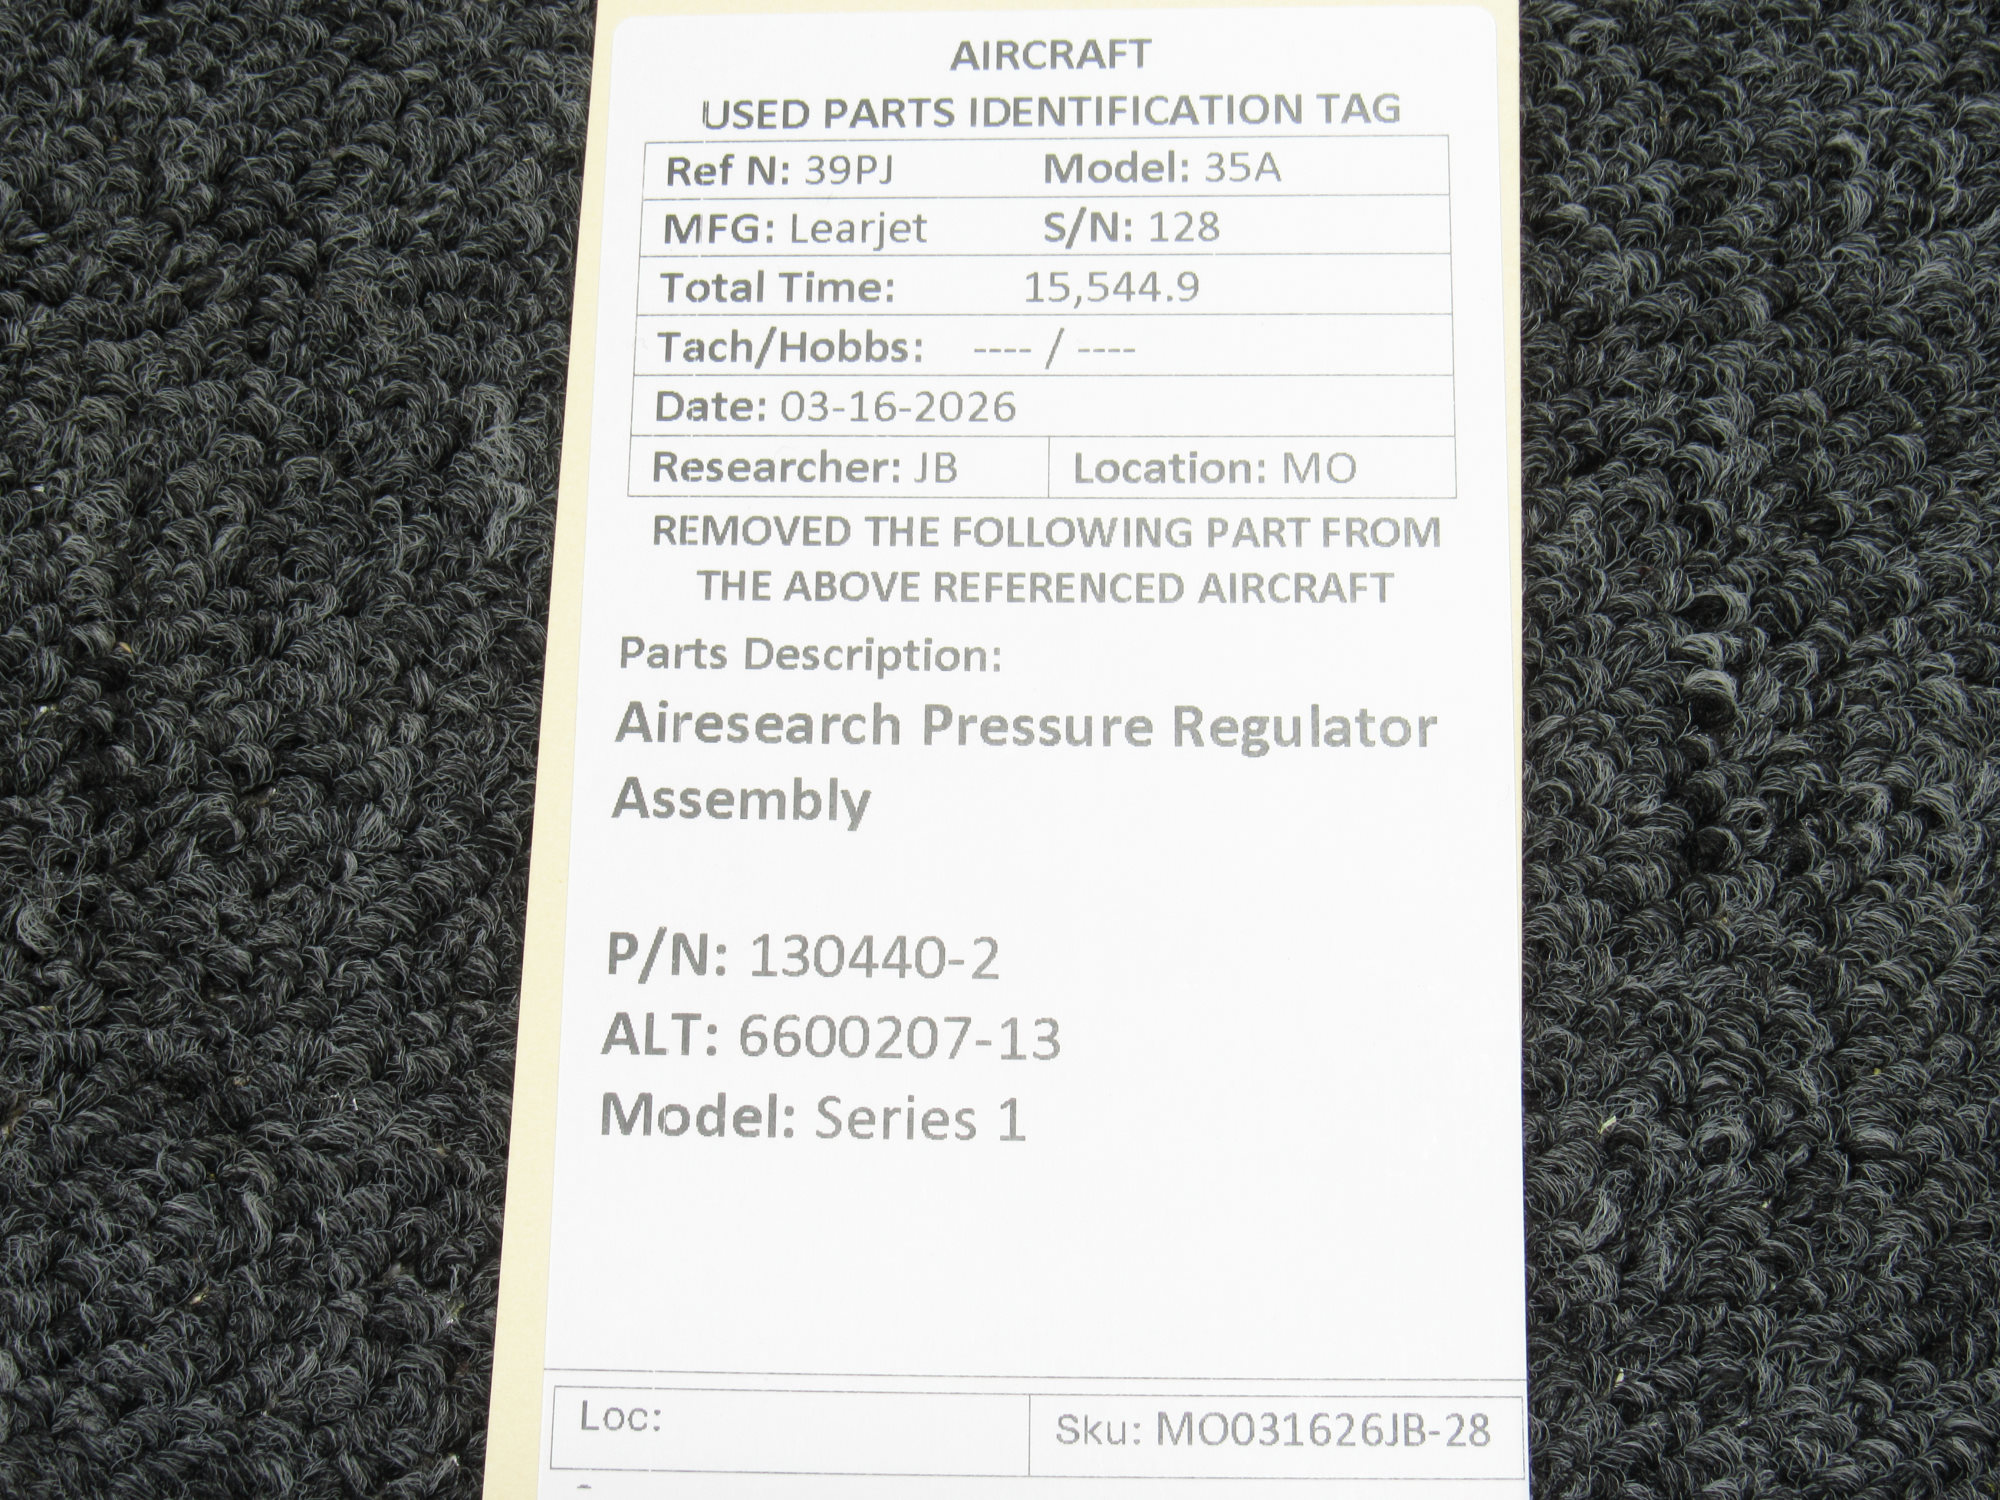 AIRCRAFT
USED PARTS IDENTIFICATION TAG
Ref N: 39PJ Model: 35A
MFG: Learjet S/N: 128
Total Time: 15,544.9
Tach/Hobbs: ---- / ----
Date: 03-16-2026
Researcher: JB Location: MO
REMOVED THE FOLLOWING PART FROM
THE ABOVE REFERENCED AIRCRAFT
Parts Description:
Airesearch Pressure Regulator
Assembly
P/N: 130440-2
ALT: 6600207-13
Model: Series 1
Loc: Sku: MO031626JB-28